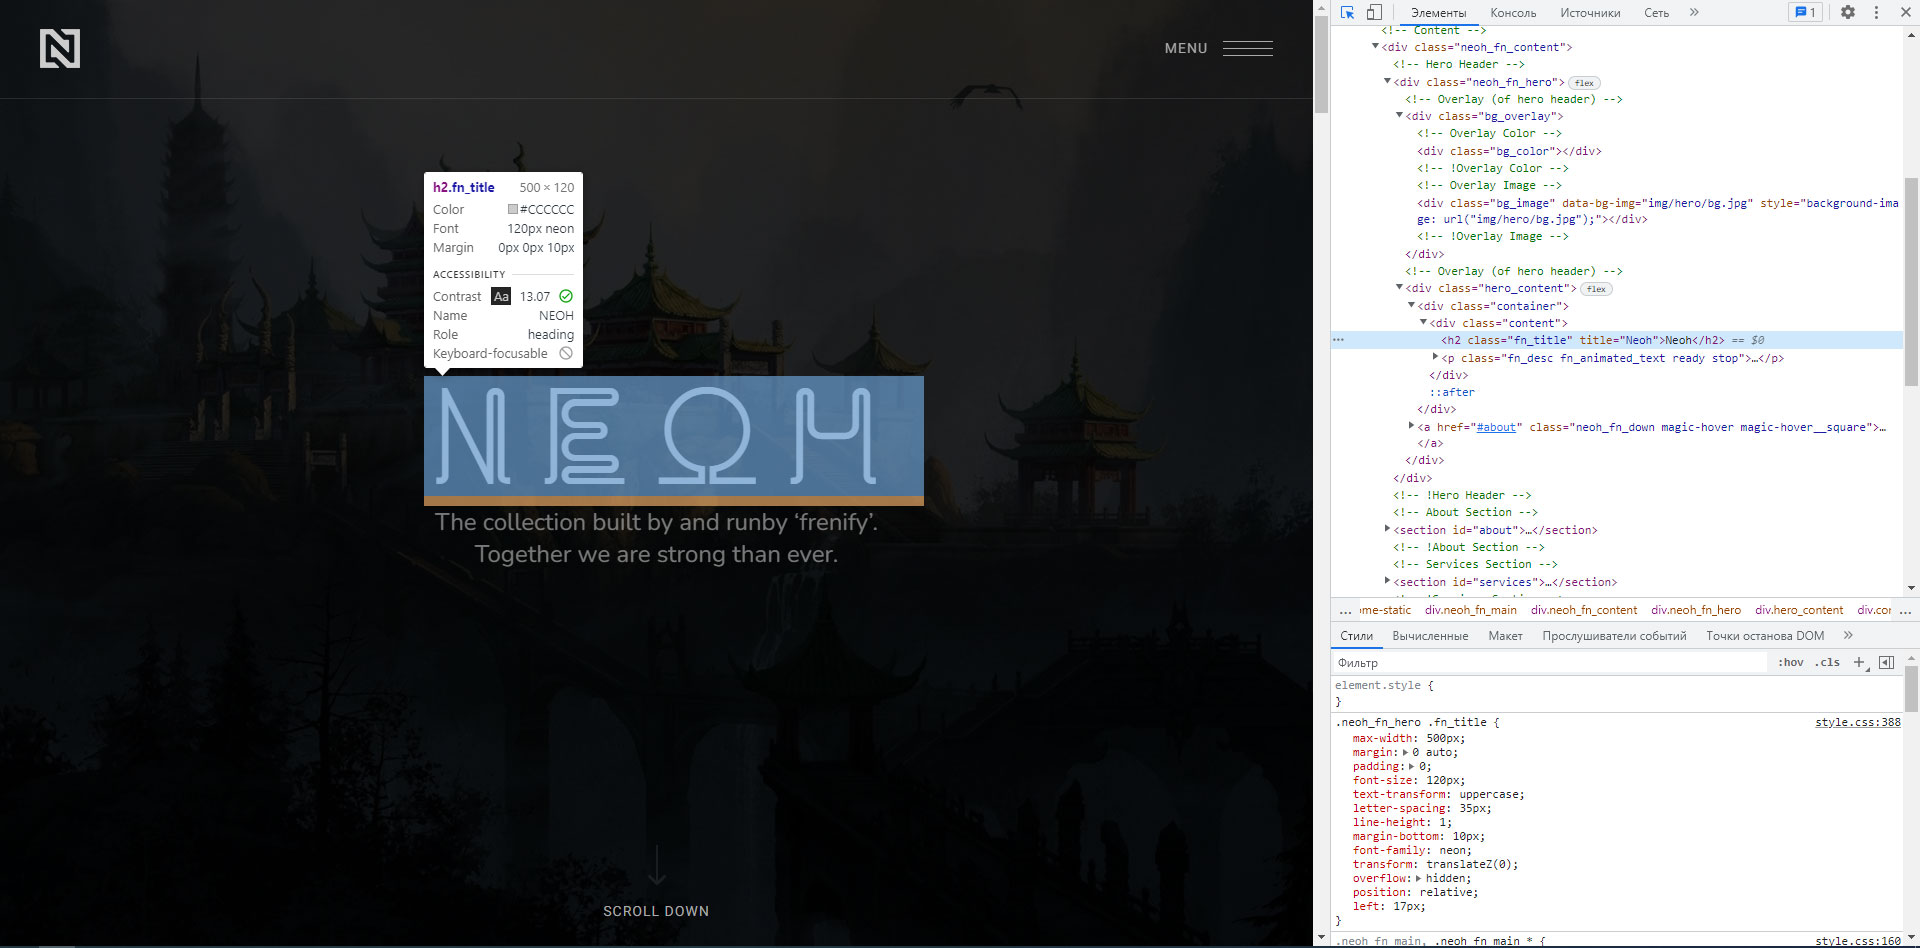 MENU
h2.fn_title 500 × 120
Color #CCCCCC
Font 120px neon
Margin 0px 0px 10px
ACCESSIBILITY
Contrast Aa 13.07
Name NEOH
Role heading
Keyboard-focusable
NEOH
The collection built by and runby ‘frenify’.
Together we are strong than ever.
SCROLL DOWN
Элементы Консоль Источники Сеть » 1
<!-- Content -->
<div class="neoh_fn_content">
<!-- Hero Header -->
<div class="neoh_fn_hero"> flex
<!-- Overlay (of hero header) -->
<div class="bg_overlay">
<!-- Overlay Color -->
<div class="bg_color"></div>
<!-- !Overlay Color -->
<!-- Overlay Image -->
<div class="bg_image" data-bg-img="img/hero/bg.jpg" style="background-ima
ge: url("img/hero/bg.jpg");"></div>
<!-- !Overlay Image -->
</div>
<!-- Overlay (of hero header) -->
<div class="hero_content"> flex
<div class="container">
<div class="content">
<h2 class="fn_title" title="Neoh">Neoh</h2> == $0
<p class="fn_desc fn_animated_text ready stop">…</p>
</div>
::after
</div>
<a href="#about" class="neoh_fn_down magic-hover magic-hover__square">…
</a>
</div>
</div>
<!-- !Hero Header -->
<!-- About Section -->
<section id="about">…</section>
<!-- !About Section -->
<!-- Services Section -->
<section id="services">…</section>
... ome-static div.neoh_fn_main div.neoh_fn_content div.neoh_fn_hero div.hero_content div.cor ...
Стили Вычисленные Макет Прослушиватели событий Точки останова DOM »
Фильтр :hov .cls +
element.style {
}
.neoh_fn_hero .fn_title { style.css:388
max-width: 500px;
margin: 0 auto;
padding: 0;
font-size: 120px;
text-transform: uppercase;
letter-spacing: 35px;
line-height: 1;
margin-bottom: 10px;
font-family: neon;
transform: translateZ(0);
overflow: hidden;
position: relative;
left: 17px;
}
.neoh_fn_main, .neoh_fn_main * { style.css:160